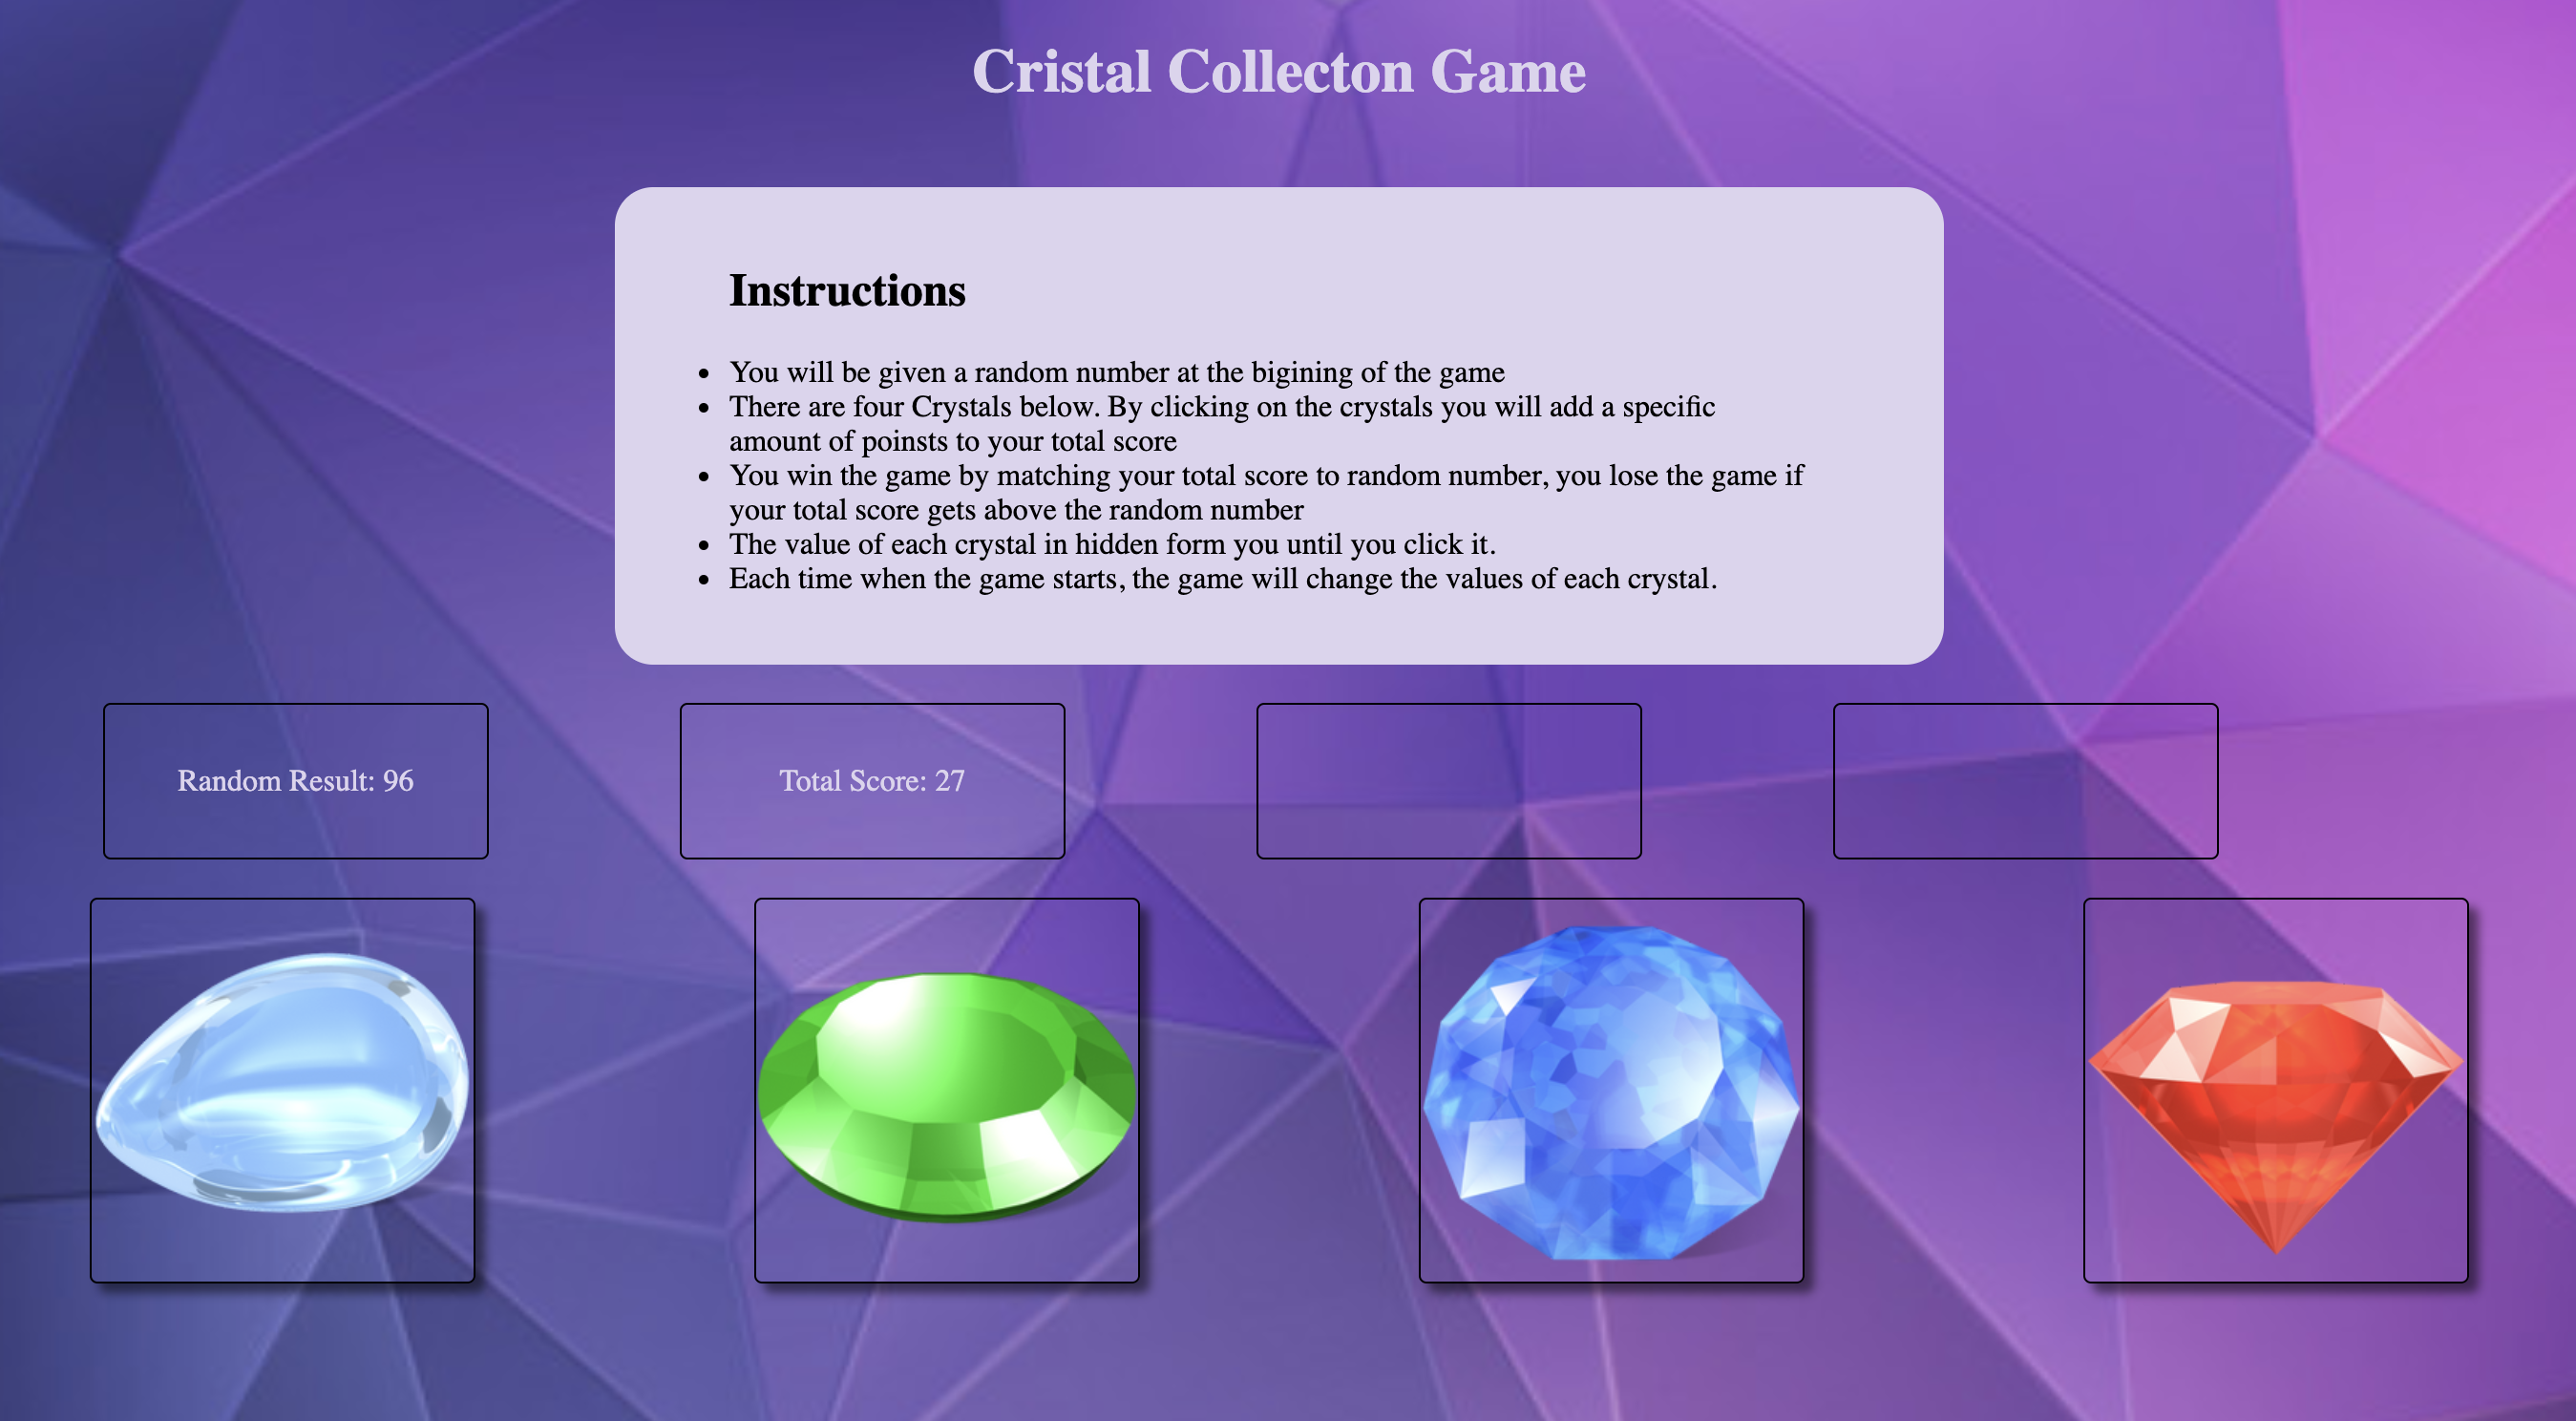 Cristal Collecton Game
Instructions
• You will be given a random number at the bigining of the game
• There are four Crystals below. By clicking on the crystals you will add a specific
amount of poinsts to your total score
• You win the game by matching your total score to random number, you lose the game if
your total score gets above the random number
• The value of each crystal in hidden form you until you click it.
• Each time when the game starts, the game will change the values of each crystal.
Random Result: 96
Total Score: 27